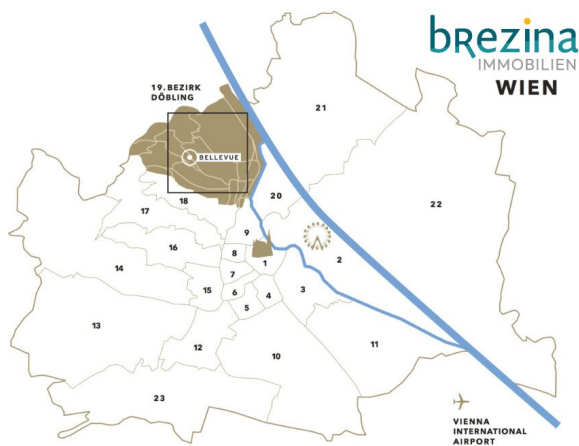 brezina
IMMOBILIEN
WIEN
19. BEZIRK
DÖBLING
21
BELLEVUE
22
20
18
17
9
16
8
1
2
14
7
15
6
4
3
5
13
12
10
11
23
VIENNA
INTERNATIONAL
AIRPORT